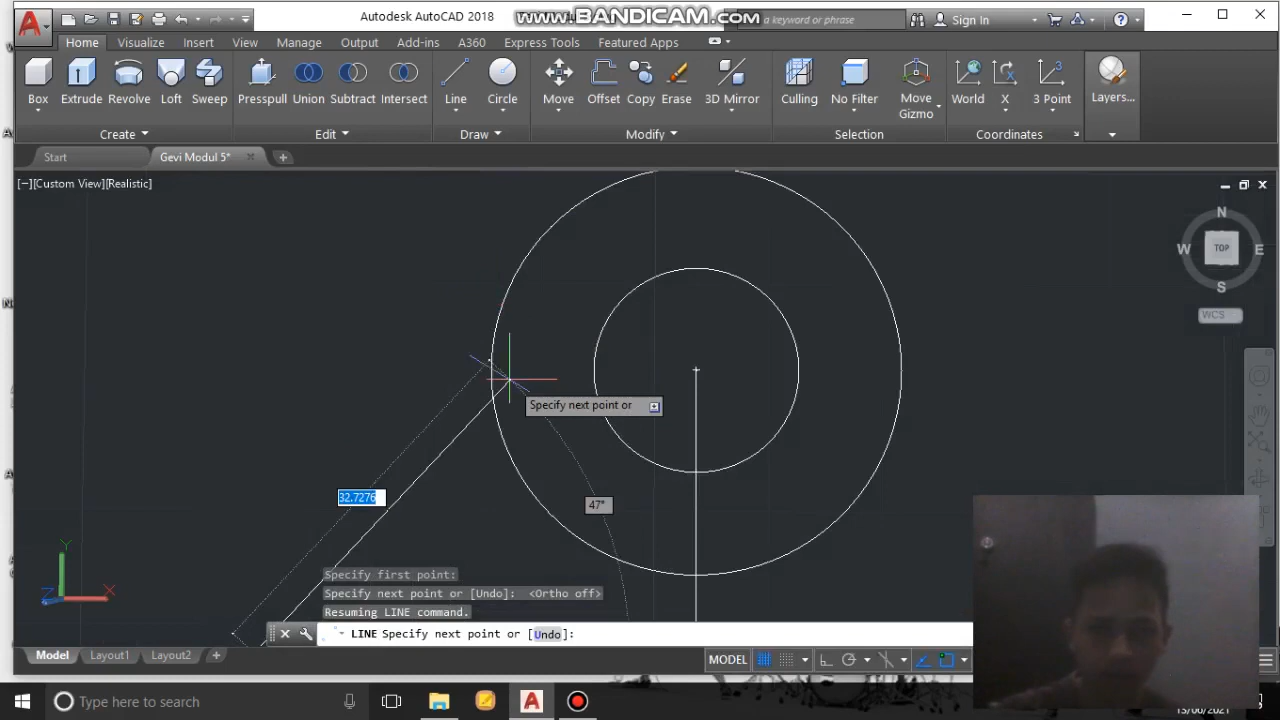 Autodesk AutoCAD 2018
www.BANDICAM.com
a keyword or phrase
Sign In
Home Visualize Insert View Manage Output Add-ins A360 Express Tools Featured Apps
Box Extrude Revolve Loft Sweep Presspull Union Subtract Intersect Line Circle Move Offset Copy Erase 3D Mirror Culling No Filter Move Gizmo World X 3 Point Layers...
Create Edit Draw Modify Selection Coordinates
Start Gevi Modul 5*
[−][Custom View][Realistic]
N
W TOP E
S
WCS
Specify next point or
32.7276
47°
Y
Z X
Specify first point:
Specify next point or [Undo]: <Ortho off>
Resuming LINE command.
LINE Specify next point or [Undo]:
Model Layout1 Layout2
MODEL
Type here to search